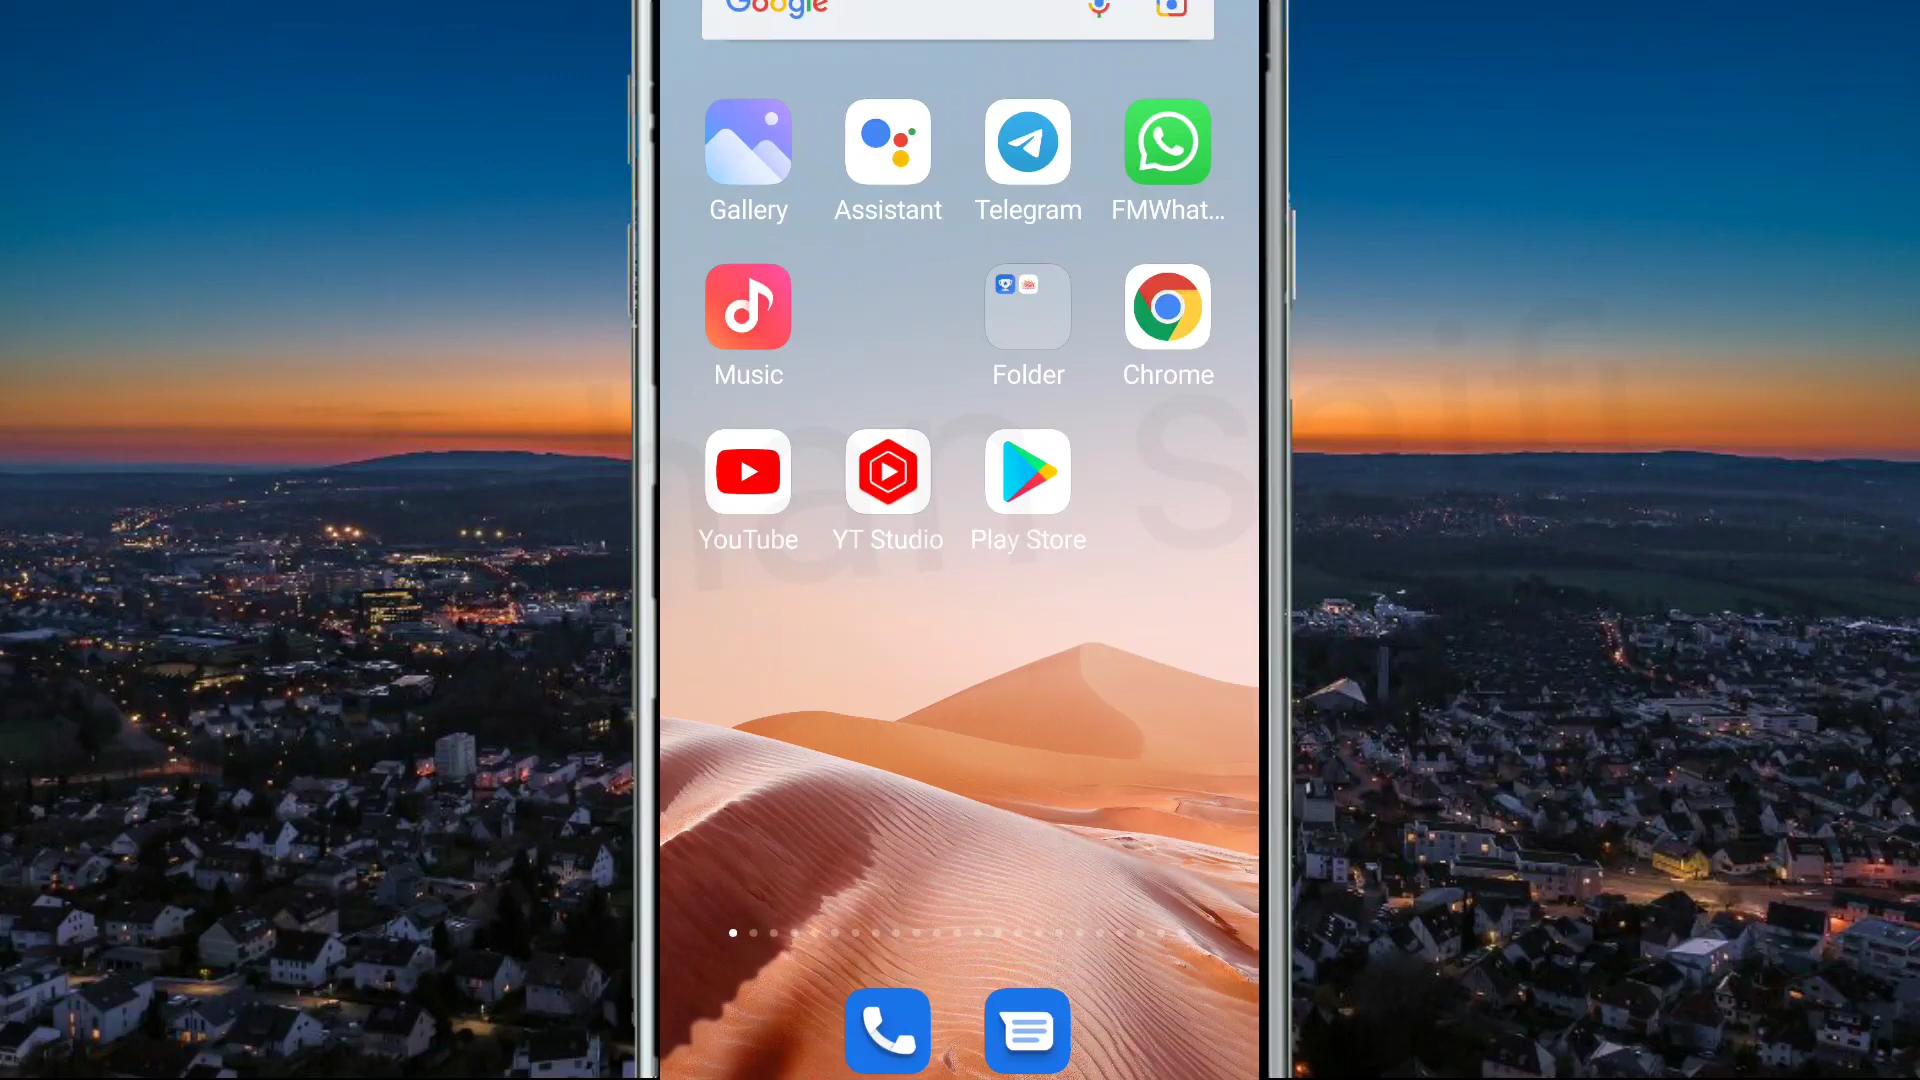 Google
Gallery Assistant Telegram FMWhat...
Music Folder Chrome
YouTube YT Studio Play Store